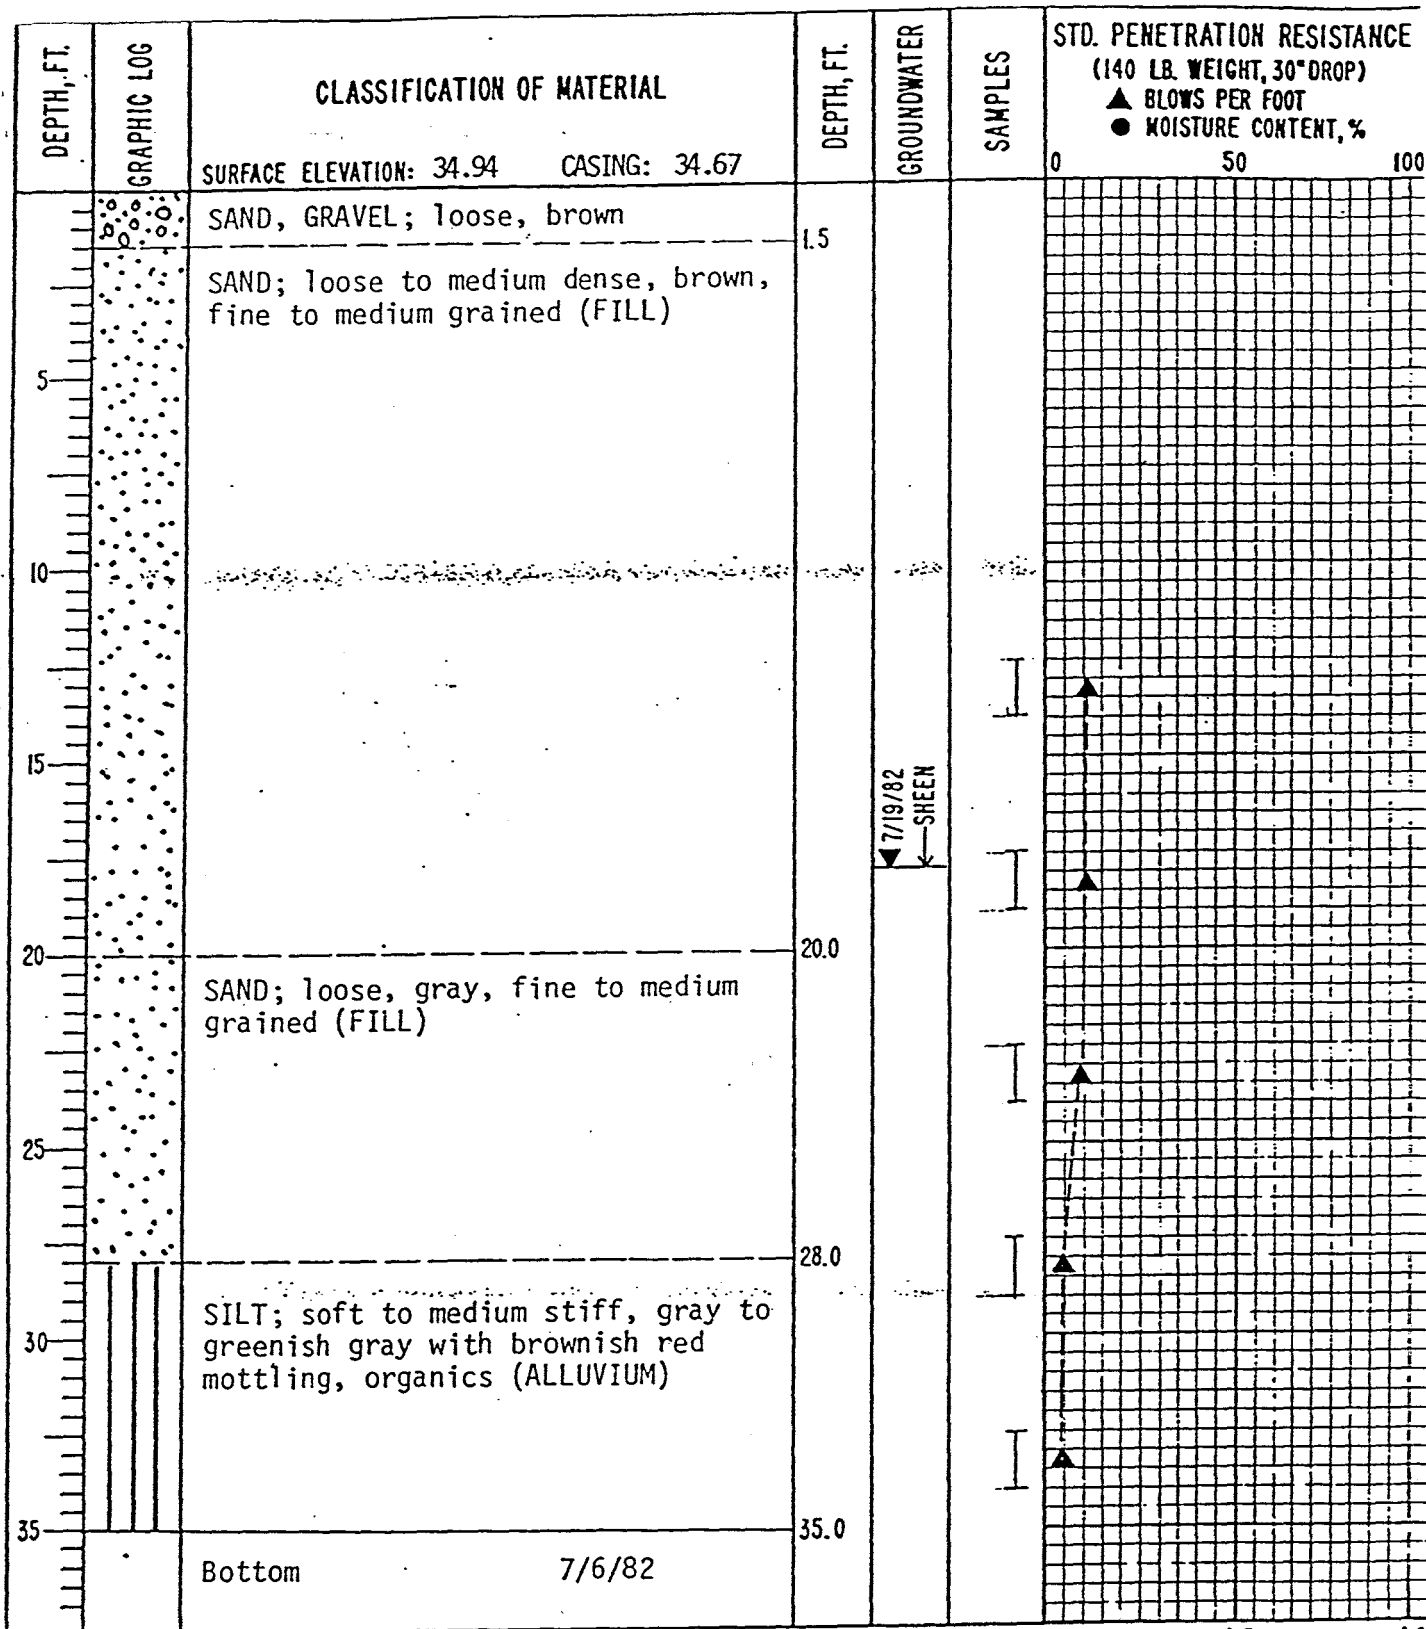 DEPTH, FT.
GRAPHIC LOG
CLASSIFICATION OF MATERIAL
SURFACE ELEVATION: 34.94 CASING: 34.67
DEPTH, FT.
GROUNDWATER
SAMPLES
STD. PENETRATION RESISTANCE
(140 LB. WEIGHT, 30" DROP)
▲ BLOWS PER FOOT
● MOISTURE CONTENT, %
0 50 100
SAND, GRAVEL; loose, brown
1.5
SAND; loose to medium dense, brown,
fine to medium grained (FILL)
5
10
15
7/19/82
SHEEN
20
20.0
SAND; loose, gray, fine to medium
grained (FILL)
25
28.0
SILT; soft to medium stiff, gray to
greenish gray with brownish red
mottling, organics (ALLUVIUM)
30
35
35.0
Bottom 7/6/82